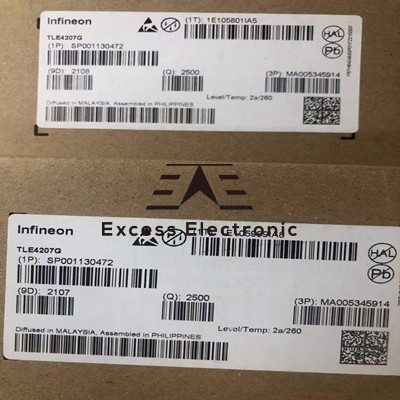 Infineon
(1T): 1E105801IA5
TLE4207G
(1P): SP001130472
HAL
Pb
(9D): 2108
(Q): 2500
(3P): MA005345914
Level/Temp: 2a/260
Diffused in MALAYSIA, Assembled in PHILIPPINES
Excess Electronic
Infineon
TLE4207G
(1P): SP001130472
HAL
Pb
(9D): 2107
(Q): 2500
(3P): MA005345914
Level/Temp: 2a/260
Diffused in MALAYSIA, Assembled in PHILIPPINES